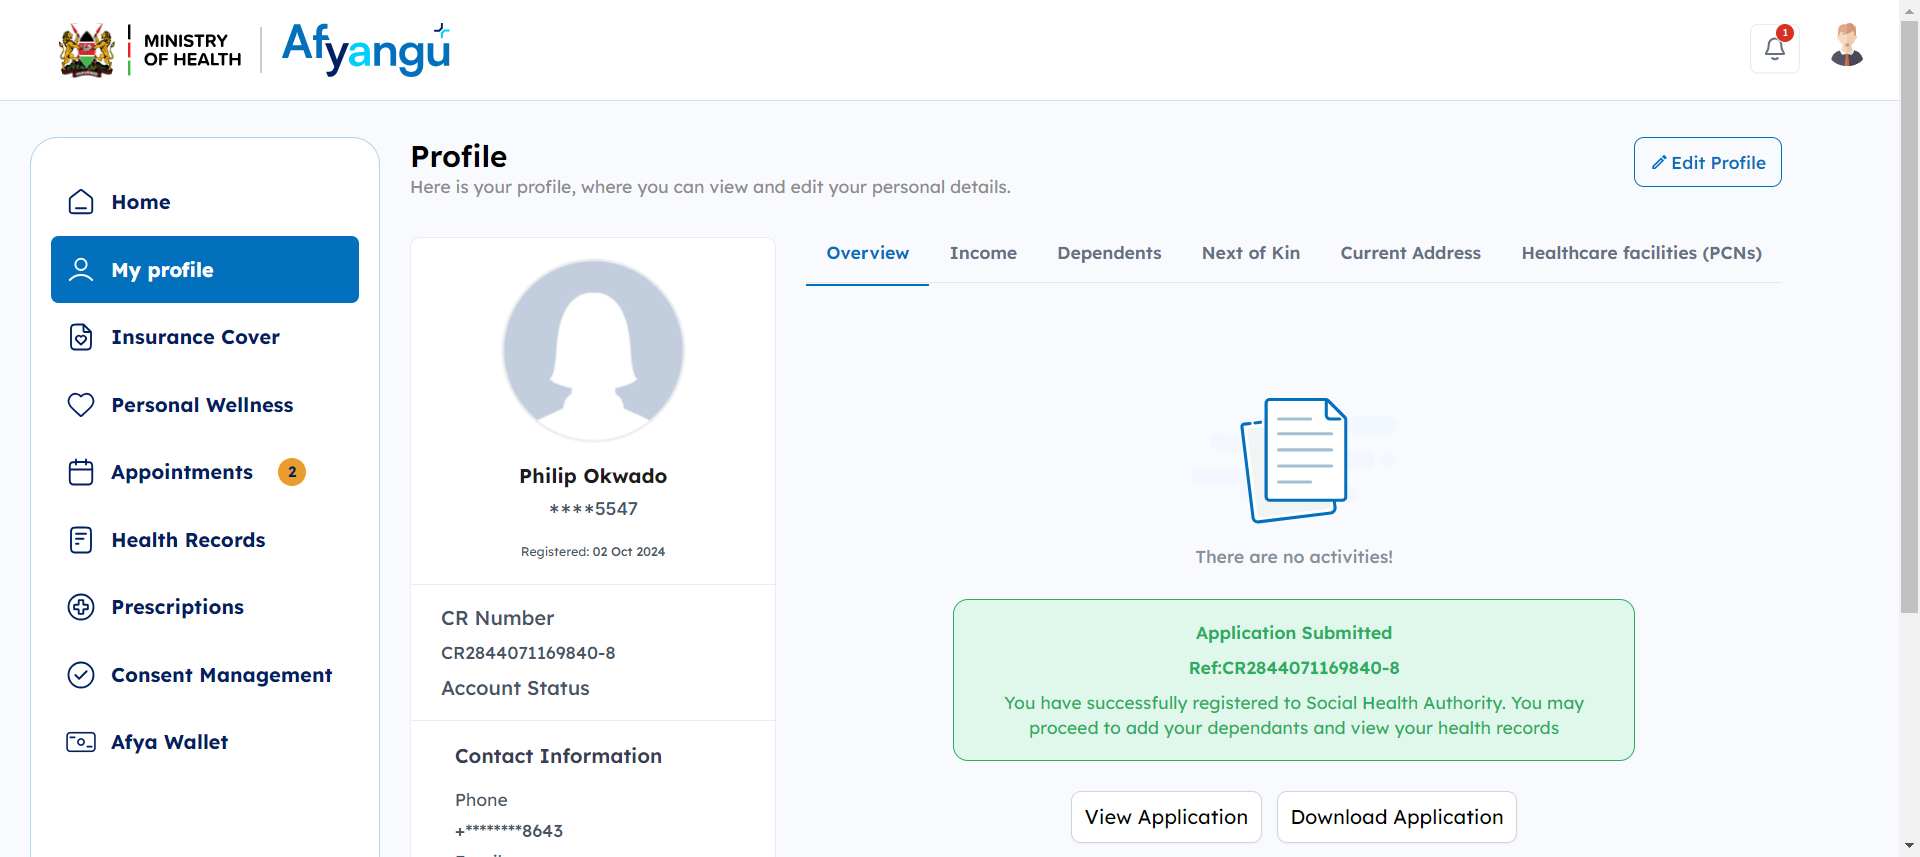 MINISTRY
OF HEALTH
Afyangu
1
Home
My profile
Insurance Cover
Personal Wellness
Appointments 2
Health Records
Prescriptions
Consent Management
Afya Wallet
Profile
Here is your profile, where you can view and edit your personal details.
Edit Profile
Philip Okwado
****5547
Registered: 02 Oct 2024
CR Number
CR2844071169840-8
Account Status
Contact Information
Phone
+********8643
Overview Income Dependents Next of Kin Current Address Healthcare facilities (PCNs)
There are no activities!
Application Submitted
Ref:CR2844071169840-8
You have successfully registered to Social Health Authority. You may
proceed to add your dependants and view your health records
View Application Download Application